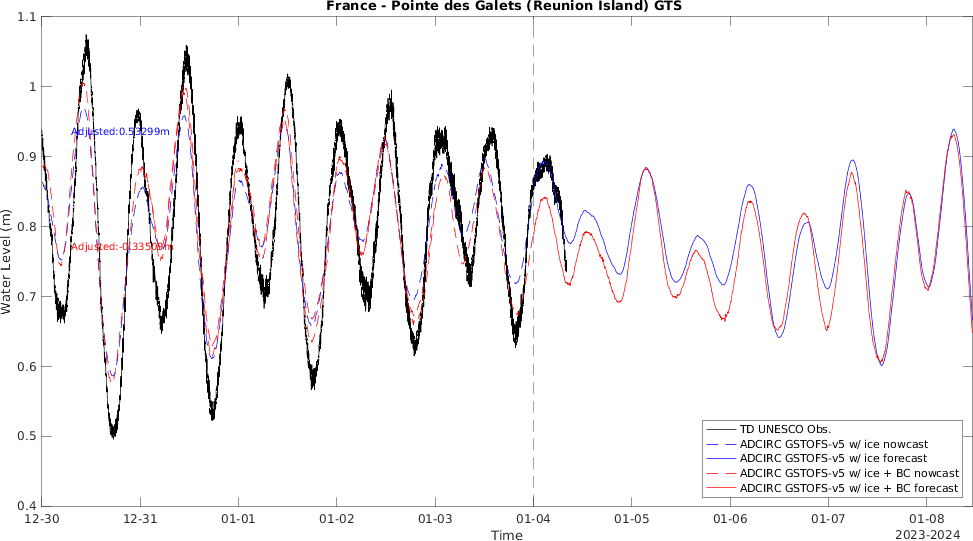 France - Pointe des Galets (Reunion Island) GTS
1.1
1
0.9
0.8
0.7
0.6
0.5
0.4
Water Level (m)
Adjusted:0.53299m
TD UNESCO Obs.
ADCIRC GSTOFS-v5 w/ ice nowcast
ADCIRC GSTOFS-v5 w/ ice forecast
ADCIRC GSTOFS-v5 w/ ice + BC nowcast
ADCIRC GSTOFS-v5 w/ ice + BC forecast
12-30 12-31 01-01 01-02 01-03 01-04 01-05 01-06 01-07 01-08
Time
2023-2024